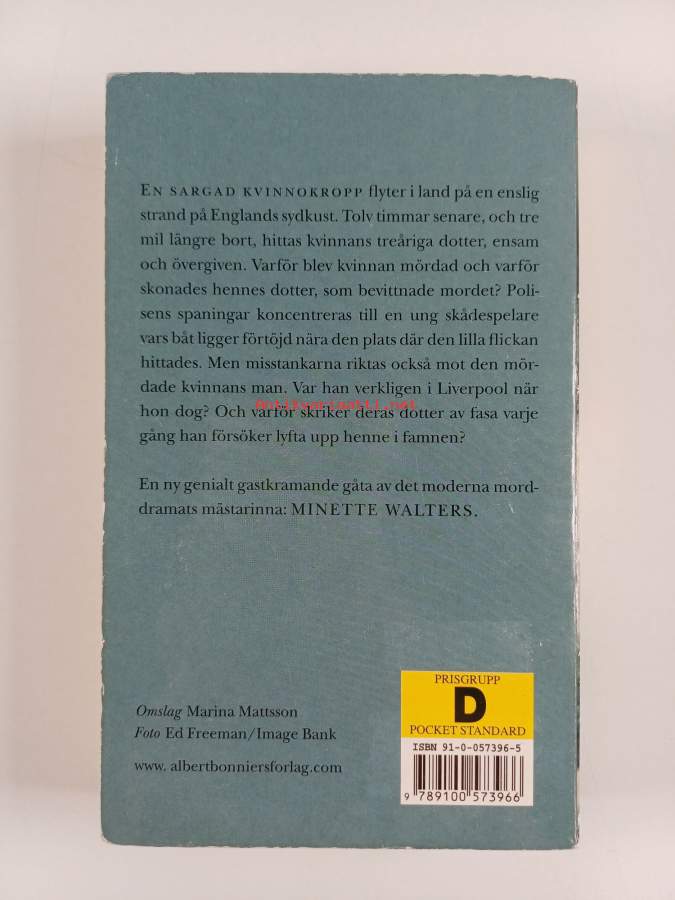 EN SARGAD KVINNOKROPP flyter i land på en enslig
strand på Englands sydkust. Tolv timmar senare, och tre
mil längre bort, hittas kvinnans treåriga dotter, ensam
och övergiven. Varför blev kvinnan mördad och varför
skonades hennes dotter, som bevittnade mordet? Poli-
sens spaningar koncentreras till en ung skådespelare
vars båt ligger förtöjd nära den plats där den lilla flickan
hittades. Men misstankarna riktas också mot den mör-
dade kvinnans man. Var han verkligen i Liverpool när
Antikvariaatti.net
hon dog? Och varför skriker deras dotter av fasa varje
gång han försöker lyfta upp henne i famnen?
En ny genialt gastkramande gåta av det moderna mord-
dramats mästarinna: MINETTE WALTERS.
PRISGRUPP
D
POCKET STANDARD
Omslag Marina Mattsson
Foto Ed Freeman/Image Bank
www. albertbonniersforlag.com
ISBN 91-0-057396-5
9 789100 573966